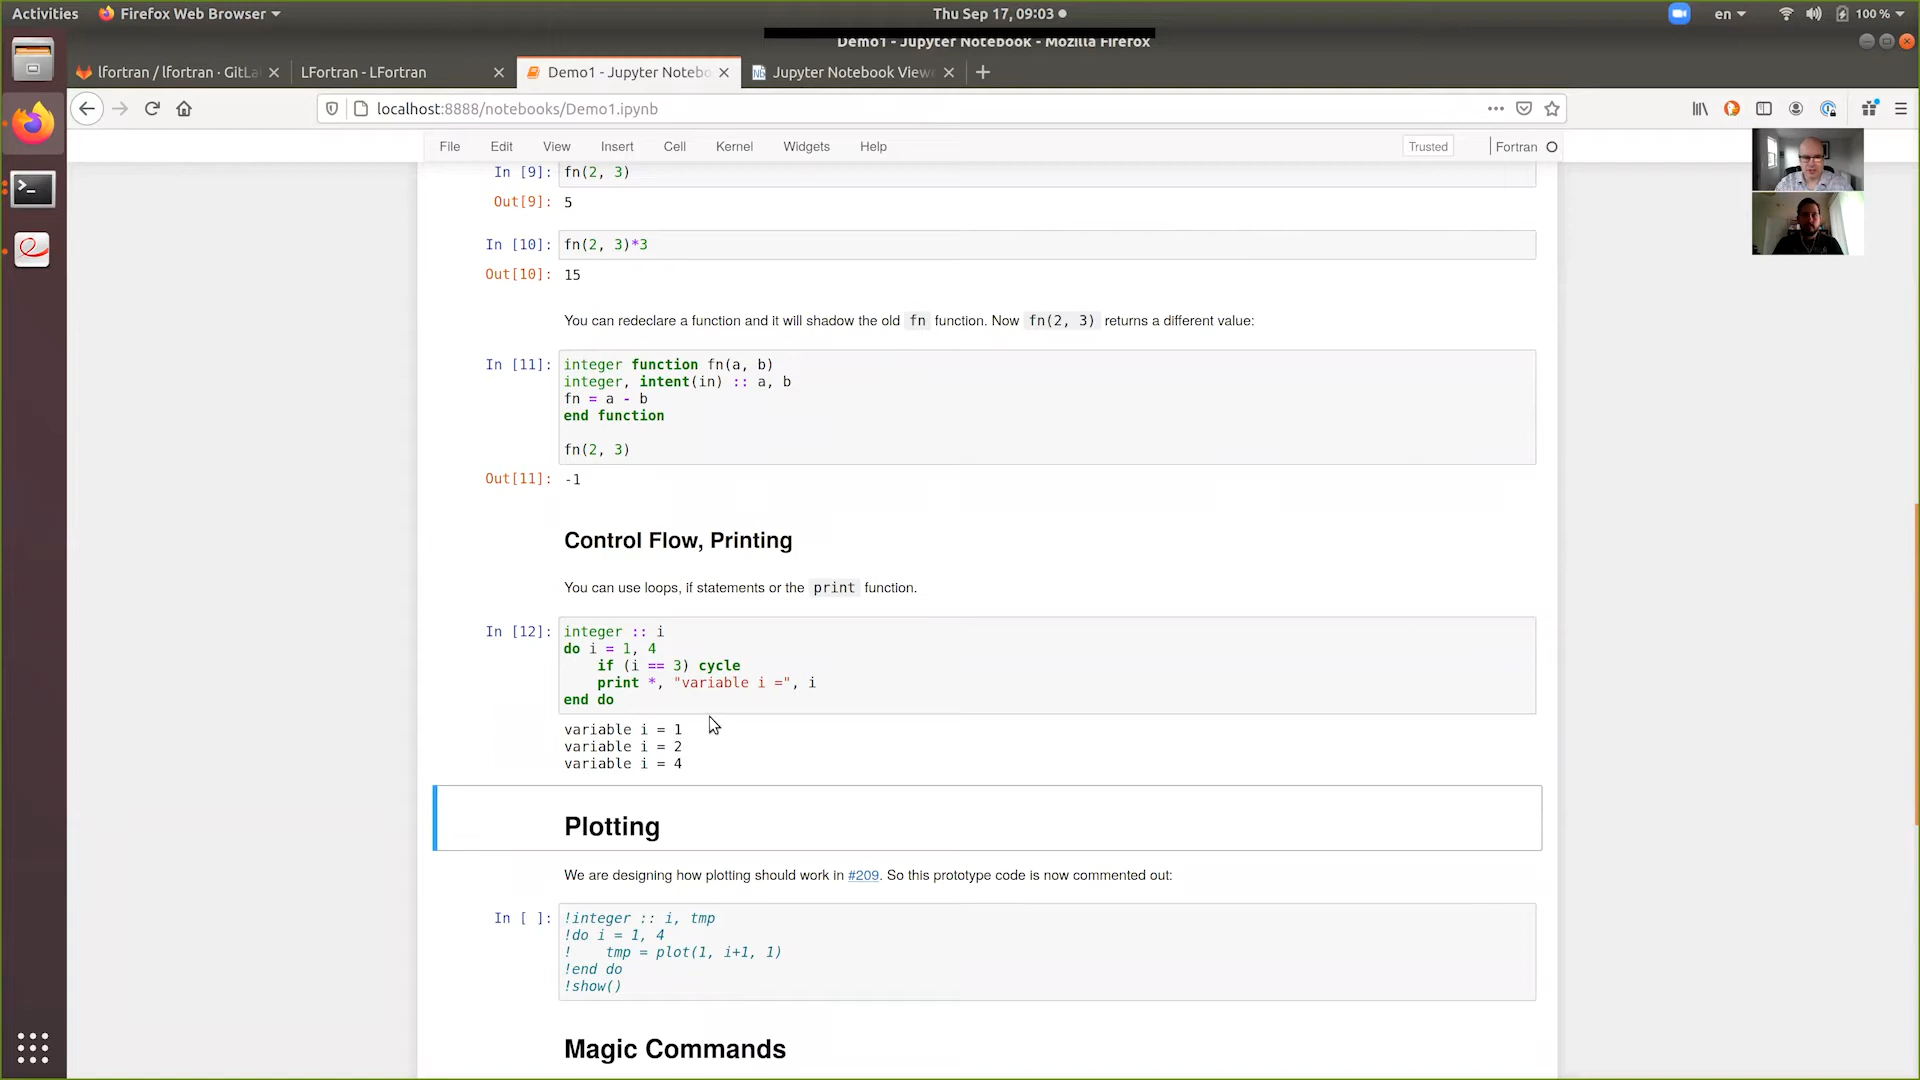 Activities
Firefox Web Browser
Thu Sep 17, 09:03
en
100 %
Demo1 - Jupyter Notebook - Mozilla Firefox
lfortran / lfortran · GitLa
LFortran - LFortran
Demo1 - Jupyter Notebo
Jupyter Notebook Viewe
localhost:8888/notebooks/Demo1.ipynb
File
Edit
View
Insert
Cell
Kernel
Widgets
Help
Trusted
Fortran
In [9]: fn(2, 3)
Out[9]: 5
In [10]: fn(2, 3)*3
Out[10]: 15
You can redeclare a function and it will shadow the old fn function. Now fn(2, 3) returns a different value:
In [11]: integer function fn(a, b)
integer, intent(in) :: a, b
fn = a - b
end function
fn(2, 3)
Out[11]: -1
Control Flow, Printing
You can use loops, if statements or the print function.
In [12]: integer :: i
do i = 1, 4
    if (i == 3) cycle
    print *, "variable i =", i
end do
variable i = 1
variable i = 2
variable i = 4
Plotting
We are designing how plotting should work in #209. So this prototype code is now commented out:
In [ ]: !integer :: i, tmp
!do i = 1, 4
!    tmp = plot(1, i+1, 1)
!end do
!show()
Magic Commands